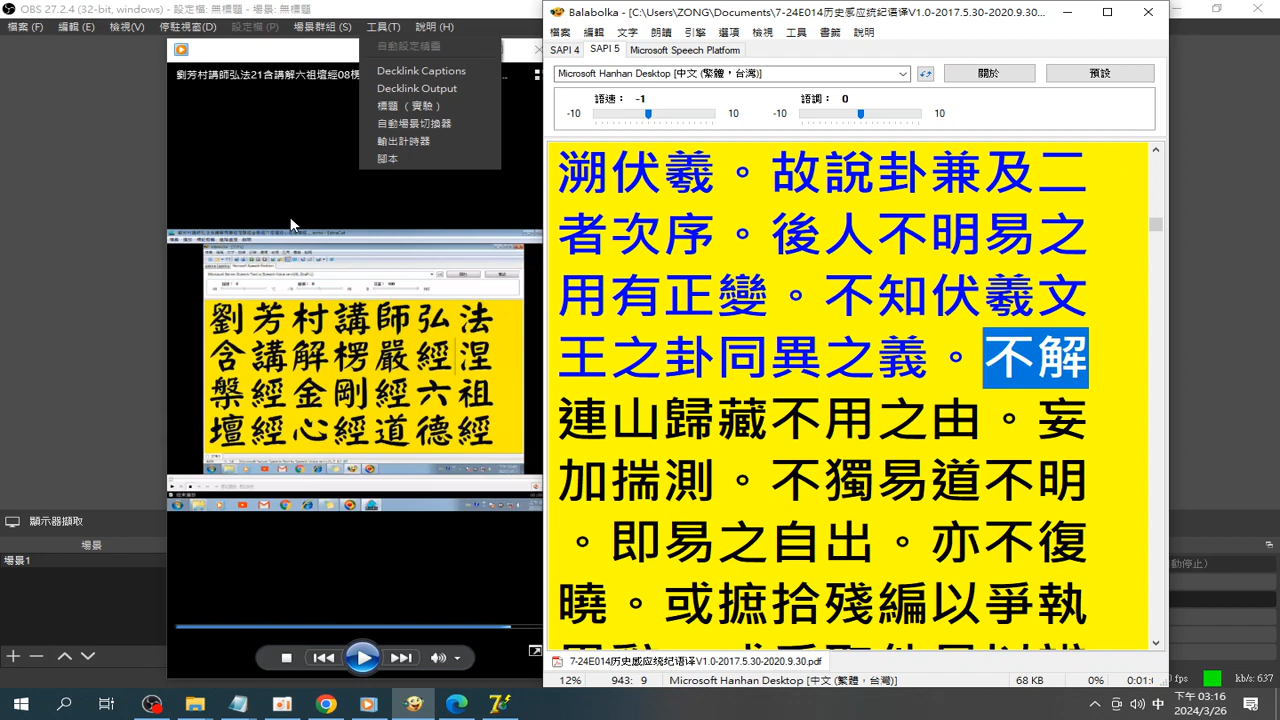 OBS 27.2.4 (32-bit, windows) - 設定檔: 無標題 - 場景: 無標題
檔案 (F) 編輯 (E) 檢視(V) 停駐視窗(D) 設定檔 (P) 場景群組 (S) 工具(T) 說明 (H)
自動設定精靈
Decklink Captions
Decklink Output
標題 （實驗）
自動場景切換器
輸出計時器
腳本
劉芳村講師弘法21含講解六祖壇經08楞
劉芳村講師弘法
含講解楞嚴經涅
槃經金剛經六祖
壇經心經道德經
顯示器擷取
場景
場景1
Balabolka - [C:\Users\ZONG\Documents\7-24E014历史感应统纪语译V1.0-2017.5.30-2020.9.30.
檔案 編輯 文字 朗讀 引擎 選項 檢視 工具 書籤 說明
SAPI 4 SAPI 5 Microsoft Speech Platform
Microsoft Hanhan Desktop [中文 (繁體，台灣)] 關於 預設
語速： -1 語調： 0
-10 10 -10 10
溯伏羲。故說卦兼及二
者次序。後人不明易之
用有正變。不知伏羲文
王之卦同異之義。不解
連山歸藏不用之由。妄
加揣測。不獨易道不明
。即易之自出。亦不復
曉。或摭拾殘編以爭執
7-24E014历史感应统纪语译V1.0-2017.5.30-2020.9.30.pdf
12% 943: 9 Microsoft Hanhan Desktop [中文 (繁體，台灣)] 68 KB 0% 0:01:
動停止）
fps kb/s: 637
中
下午 03:16
2024/3/26